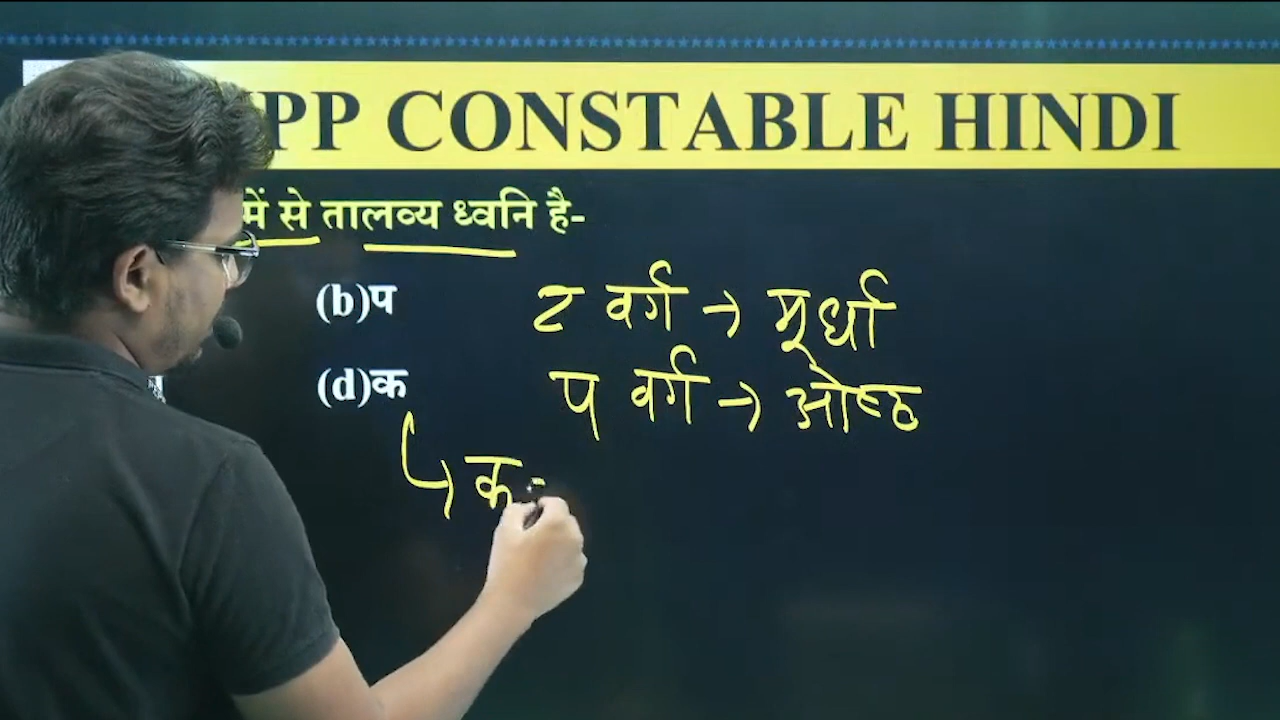 PP CONSTABLE HINDI
में से तालव्य ध्वनि है-
(b)प ट वर्ग → मूर्धा
(d)क प वर्ग → ओष्ठ
↳ क